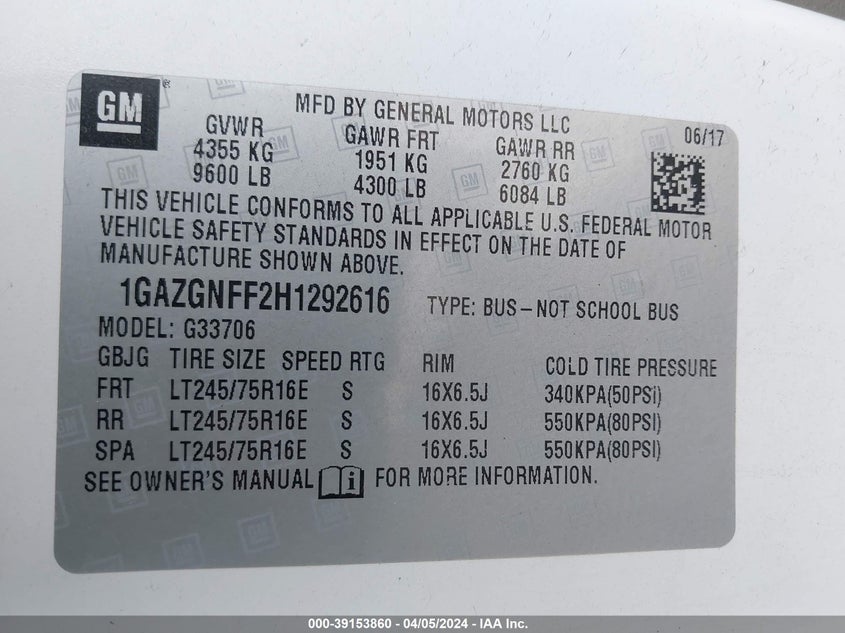 GM
MFD BY GENERAL MOTORS LLC
06/17
GVWR GAWR FRT GAWR RR
4355 KG 1951 KG 2760 KG
9600 LB 4300 LB 6084 LB
THIS VEHICLE CONFORMS TO ALL APPLICABLE U.S. FEDERAL MOTOR
VEHICLE SAFETY STANDARDS IN EFFECT ON THE DATE OF
MANUFACTURE SHOWN ABOVE.
1GAZGNFF2H1292616 TYPE: BUS–NOT SCHOOL BUS
MODEL: G33706
GBJG TIRE SIZE SPEED RTG RIM COLD TIRE PRESSURE
FRT LT245/75R16E S 16X6.5J 340KPA(50PSI)
RR LT245/75R16E S 16X6.5J 550KPA(80PSI)
SPA LT245/75R16E S 16X6.5J 550KPA(80PSI)
SEE OWNER'S MANUAL i FOR MORE INFORMATION.
000-39153860 - 04/05/2024 - IAA Inc.